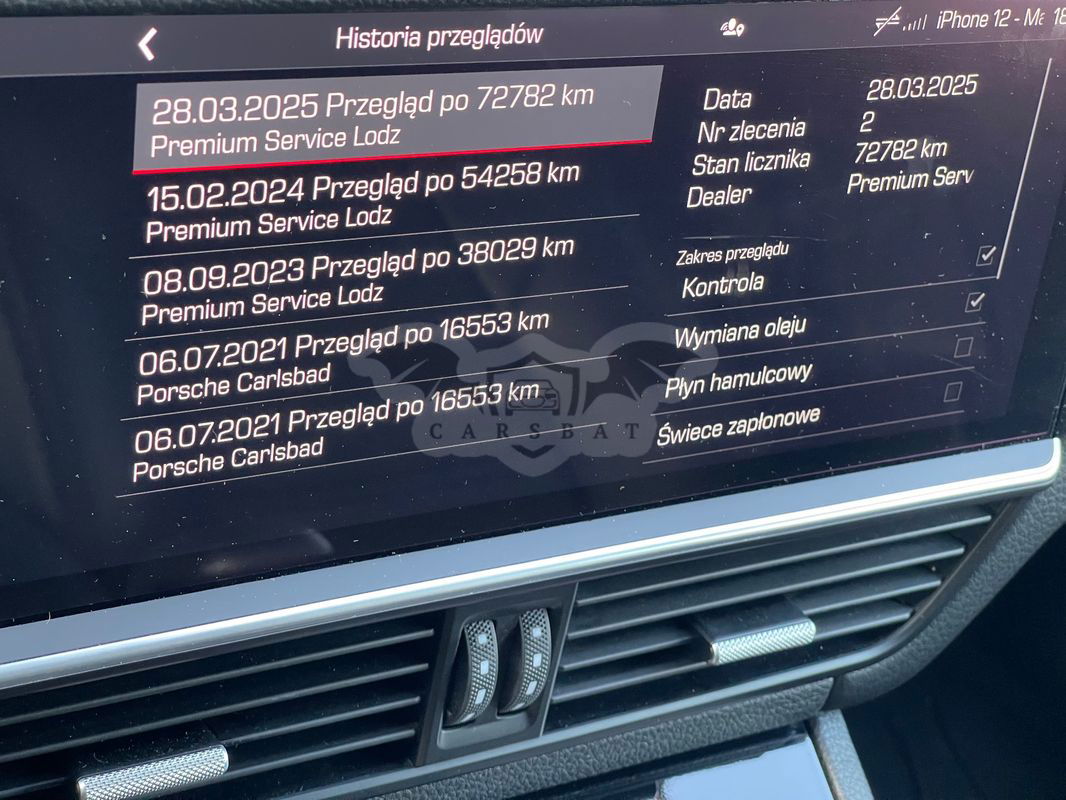 Historia przeglądów
iPhone 12 - Ma 18
28.03.2025 Przegląd po 72782 km
Premium Service Lodz
15.02.2024 Przegląd po 54258 km
Premium Service Lodz
08.09.2023 Przegląd po 38029 km
Premium Service Lodz
06.07.2021 Przegląd po 16553 km
Porsche Carlsbad
06.07.2021 Przegląd po 16553 km
Porsche Carlsbad
Data 28.03.2025
Nr zlecenia 2
Stan licznika 72782 km
Dealer Premium Serv
Zakres przeglądu
Kontrola
Wymiana oleju
Płyn hamulcowy
Świece zapłonowe
CARSBAT